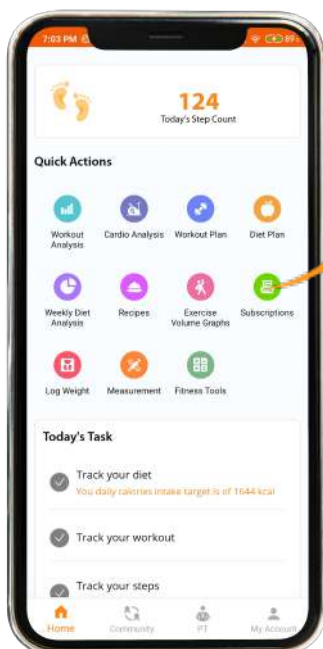 7:03 PM
89
124
Today's Step Count
Quick Actions
Workout Analysis
Cardio Analysis
Workout Plan
Diet Plan
Weekly Diet Analysis
Recipes
Exercise Volume Graphs
Subscriptions
Log Weight
Measurement
Fitness Tools
Today's Task
Track your diet
You daily calories intake target is of 1644 kcal
Track your workout
Track your steps
Home
Community
PT
My Account